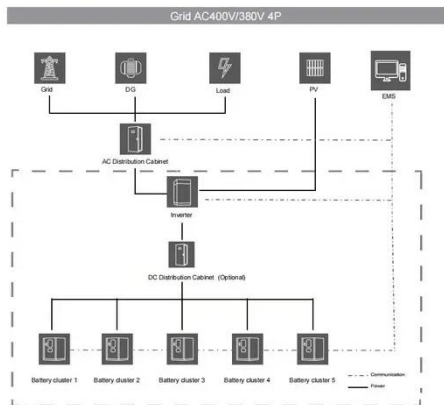 Grid AC400V/380V 4P
Grid
DG
Load
PV
EMS
AC Distribution Cabinet
Inverter
DC Distribution Cabinet (Optional)
Battery cluster 1
Battery cluster 2
Battery cluster 3
Battery cluster 4
Battery cluster 5
Communication
Power